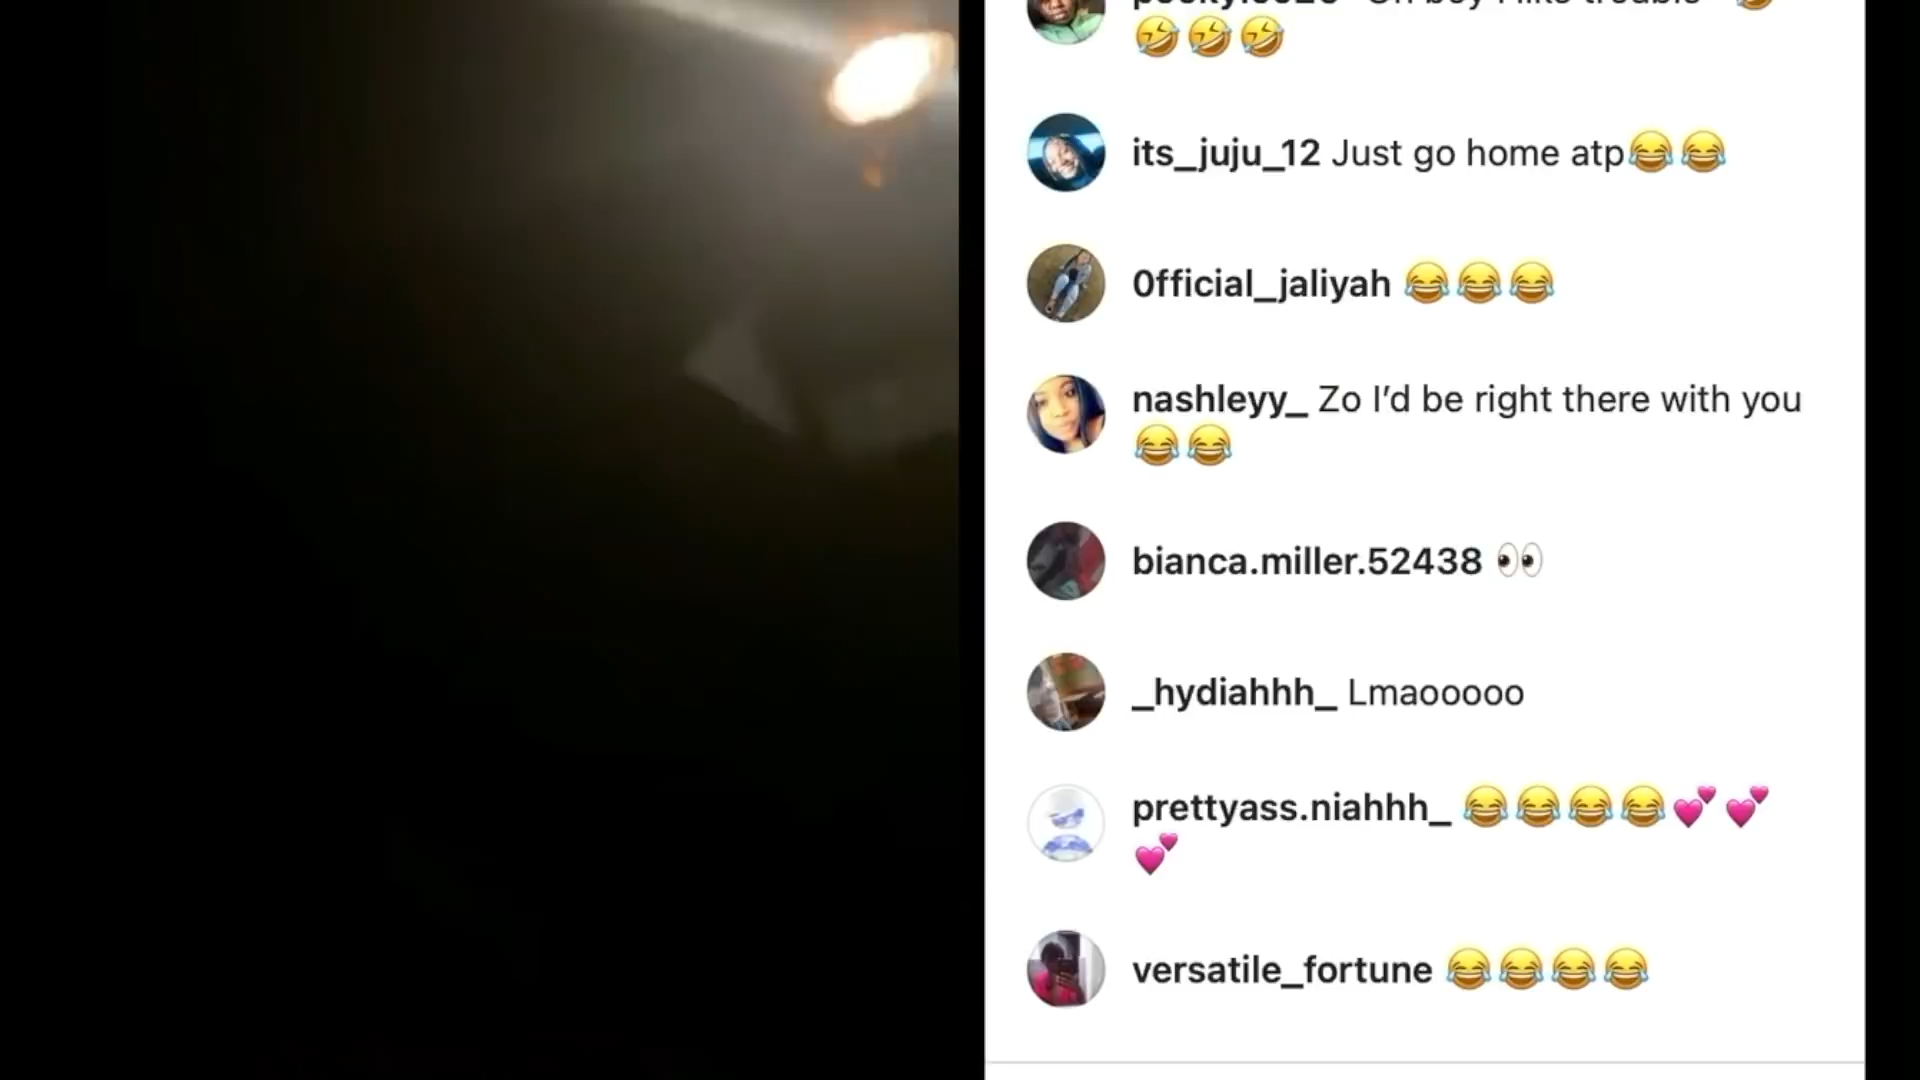 its_juju_12 Just go home atp😂😂
0fficial_jaliyah 😂😂😂
nashleyy_ Zo I’d be right there with you
😂😂
bianca.miller.52438 👀
_hydiahhh_ Lmaooooo
prettyass.niahhh_ 😂😂😂😂💕💕
💕
versatile_fortune 😂😂😂😂